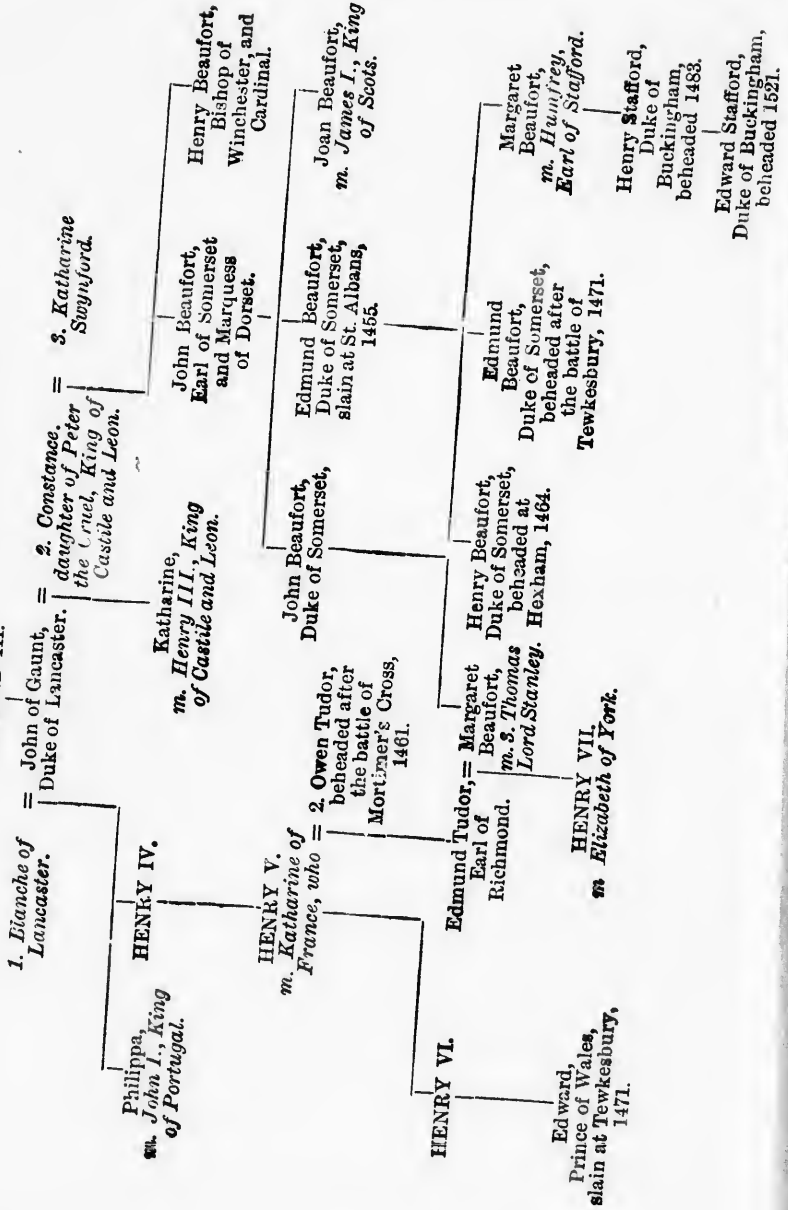 1. Blanche of
Lancaster.
= John of Gaunt,
Duke of Lancaster.
= 2. Constance.
daughter of Peter
the Cruel, King of
Castile and Leon.
= 3. Katharine
Swynford.
Philippa,
m. John I., King
of Portugal.
HENRY IV.
Katharine,
m. Henry III., King
of Castile and Leon.
John Beaufort,
Earl of Somerset
and Marquess
of Dorset.
Henry Beaufort,
Bishop of
Winchester, and
Cardinal.
HENRY V.
m. Katharine of
France, who
= 2. Owen Tudor,
beheaded after
the battle of
Mortimer's Cross,
1461.
John Beaufort,
Duke of Somerset,
Edmund Beaufort,
Duke of Somerset,
slain at St. Albans,
1455.
Joan Beaufort,
m. James I., King
of Scots.
HENRY VI.
Edmund Tudor,
Earl of
Richmond.
= Margaret
Beaufort,
m. 3. Thomas
Lord Stanley.
Henry Beaufort,
Duke of Somerset,
beheaded at
Hexham, 1464.
Edmund
Beaufort,
Duke of Somerset,
beheaded after
the battle of
Tewkesbury, 1471.
Margaret
Beaufort,
m. Humfrey,
Earl of Stafford.
Edward,
Prince of Wales,
slain at Tewkesbury,
1471.
HENRY VII.
m Elizabeth of York.
Henry Stafford,
Duke of
Buckingham,
beheaded 1483.
Edward Stafford,
Duke of Buckingham,
beheaded 1521.